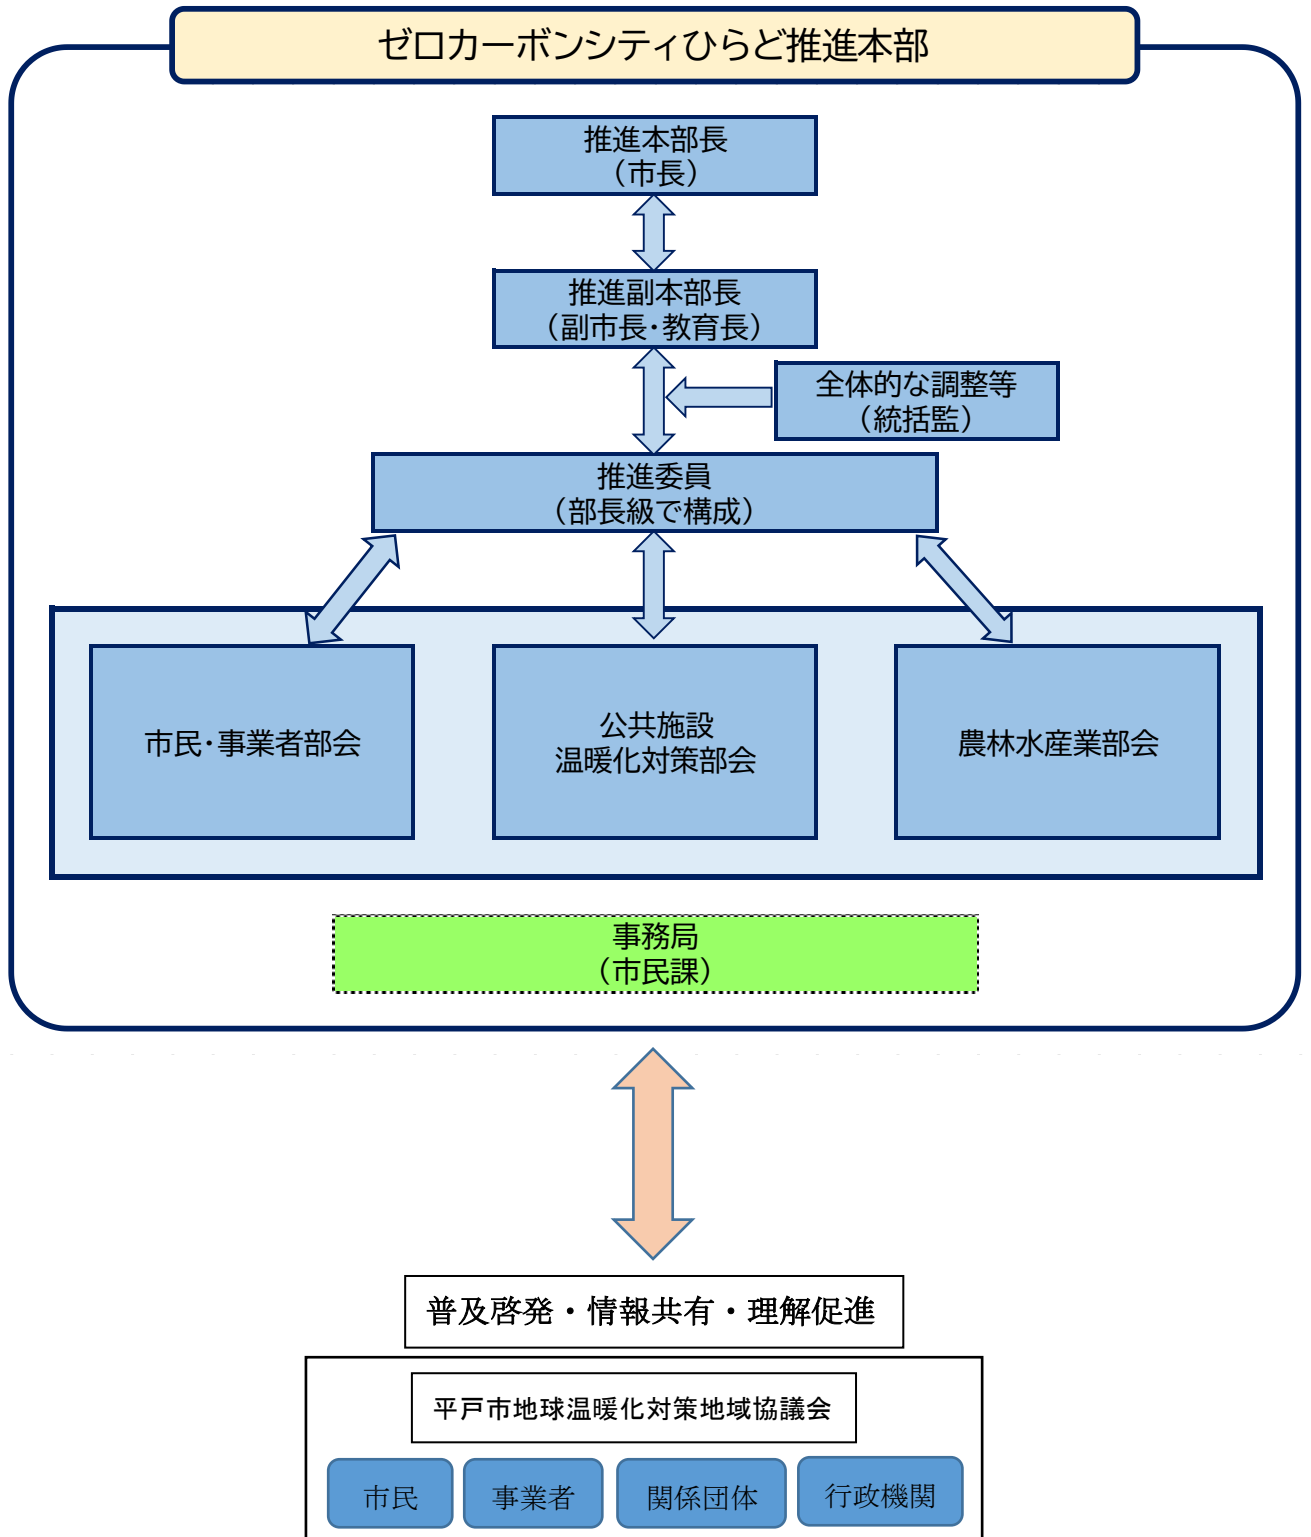 ゼロカーボンシティひらど推進本部
推進本部長
（市長）
推進副本部長
（副市長・教育長）
全体的な調整等
（統括監）
推進委員
（部長級で構成）
市民・事業者部会
公共施設
温暖化対策部会
農林水産業部会
事務局
（市民課）
普及啓発・情報共有・理解促進
平戸市地球温暖化対策地域協議会
市民
事業者
関係団体
行政機関